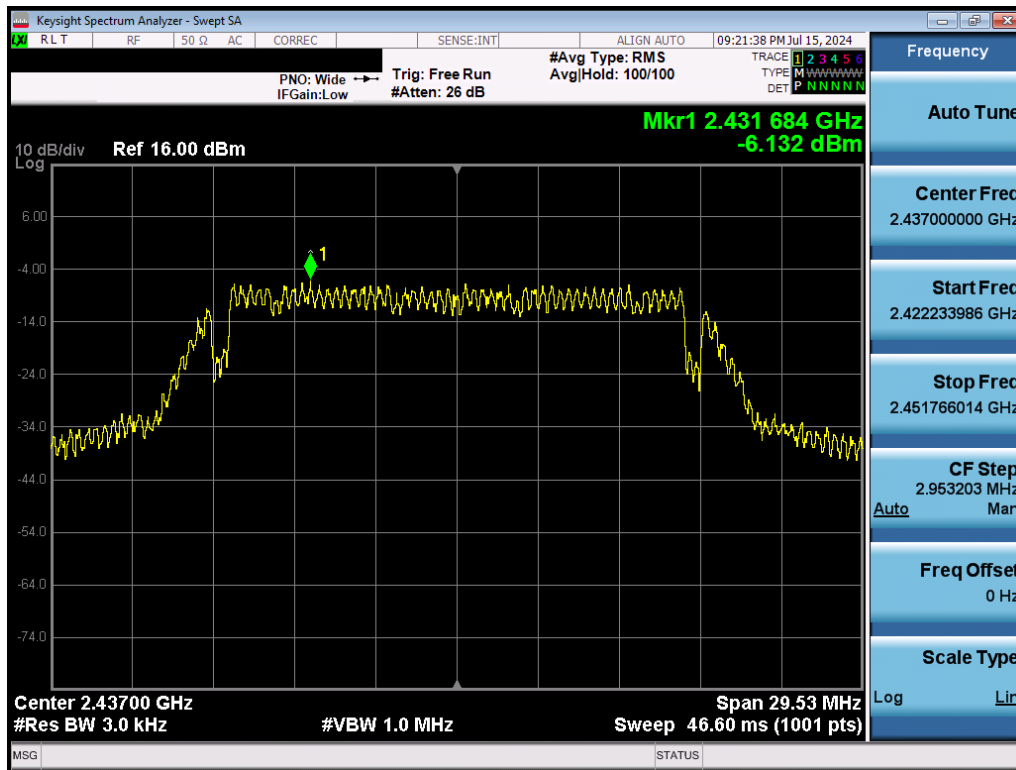 Keysight Spectrum Analyzer - Swept SA
LXI RLT RF 50 Ω AC CORREC SENSE:INT ALIGN AUTO 09:21:38 PM Jul 15, 2024
PNO: Wide
IFGain:Low
Trig: Free Run
#Atten: 26 dB
#Avg Type: RMS
Avg|Hold: 100/100
TRACE 1 2 3 4 5 6
TYPE M WWWWW
DET P N N N N N
Mkr1 2.431 684 GHz
-6.132 dBm
10 dB/div Ref 16.00 dBm
Log
6.00
-4.00
-14.0
-24.0
-34.0
-44.0
-54.0
-64.0
-74.0
1
Center 2.43700 GHz Span 29.53 MHz
#Res BW 3.0 kHz #VBW 1.0 MHz Sweep 46.60 ms (1001 pts)
MSG STATUS
Frequency
Auto Tune
Center Freq
2.437000000 GHz
Start Freq
2.422233986 GHz
Stop Freq
2.451766014 GHz
CF Step
2.953203 MHz
Auto Man
Freq Offset
0 Hz
Scale Type
Log Lin